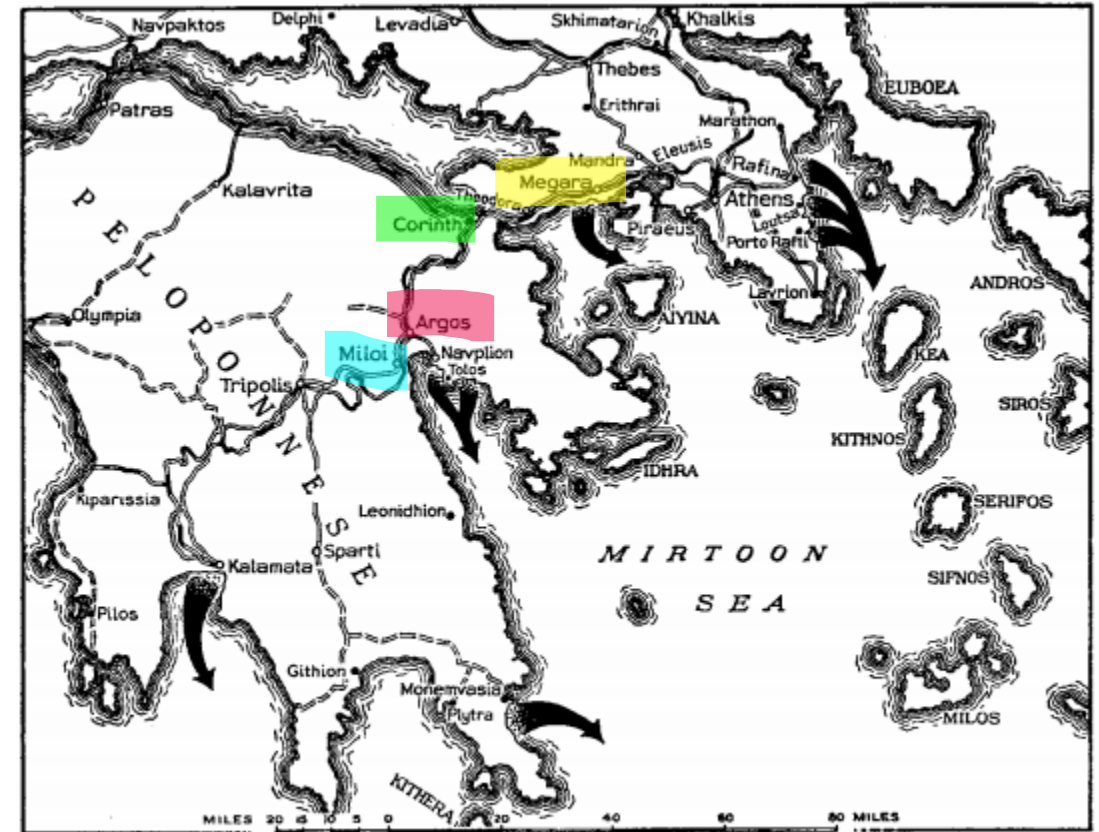 Navpaktos
Delphi
Levadia
Skhimatarion
Khalkis
Thebes
EUBOEA
Patras
Erithrai
Marathon
Mandra
Eleusis
Rafina
Megara
Kalavrita
Theodora
Athens
Corinth
Loutsa
Piraeus
Porto Rafti
PELOPONNESE
Lavrion
ANDROS
Olympia
Argos
AIYINA
Miloi
Navplion
KEA
Tolos
Tripolis
SIROS
KITHNOS
IDHRA
Kiparissia
SERIFOS
Leonidhion
MIRTOON
SEA
Sparti
Kalamata
SIFNOS
Pilos
Githion
Monemvasia
Plytra
MILOS
KITHERA
MILES 20 15 10 5 0 20 40 60 80 MILES